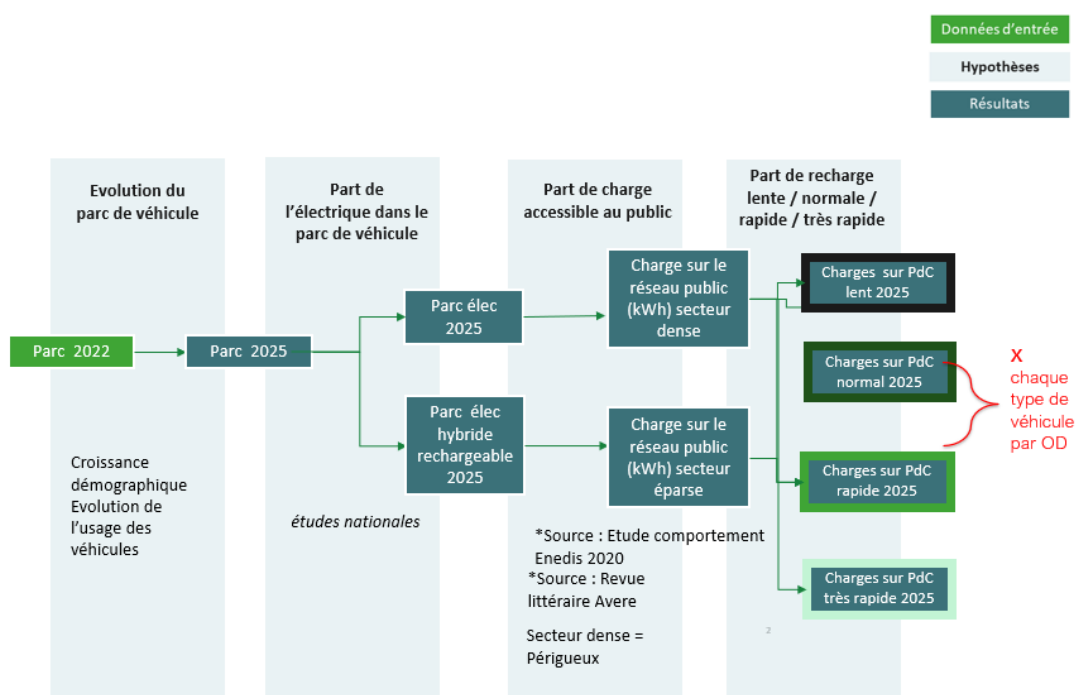 Données d'entrée
Hypothèses
Résultats
Evolution du
parc de véhicule
Part de
l'électrique dans le
parc de véhicule
Part de charge
accessible au public
Part de recharge
lente / normale /
rapide / très rapide
Parc 2022
Parc 2025
Parc élec
2025
Parc élec
hybride
rechargeable
2025
Charge sur le
réseau public
(kWh) secteur
dense
Charge sur le
réseau public
(kWh) secteur
éparse
Charges sur PdC
lent 2025
Charges sur PdC
normal 2025
Charges sur PdC
rapide 2025
Charges sur PdC
très rapide 2025
X
chaque
type de
véhicule
par OD
Croissance
démographique
Evolution de
l'usage des
véhicules
études nationales
*Source : Etude comportement
Enedis 2020
*Source : Revue
littéraire Avere
Secteur dense =
Périgueux
2